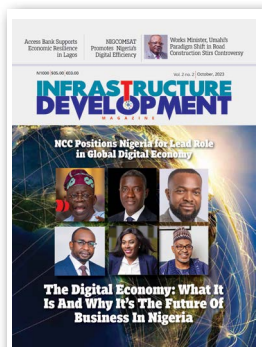 Access Bank Supports
Economic Resilience
in Lagos
NIGCOMSAT
Promotes Nigeria's
Digital Efficiency
Works Minister, Umahi's
Paradigm Shift in Road
Construction Stirs Controversy
Vol. 2 no. 2 | October, 2023
INFRASTRUCTURE
DEVELOPMENT
MAGAZINE
NCC Positions Nigeria for Lead Role
in Global Digital Economy
The Digital Economy: What It
Is And Why It's The Future Of
Business In Nigeria